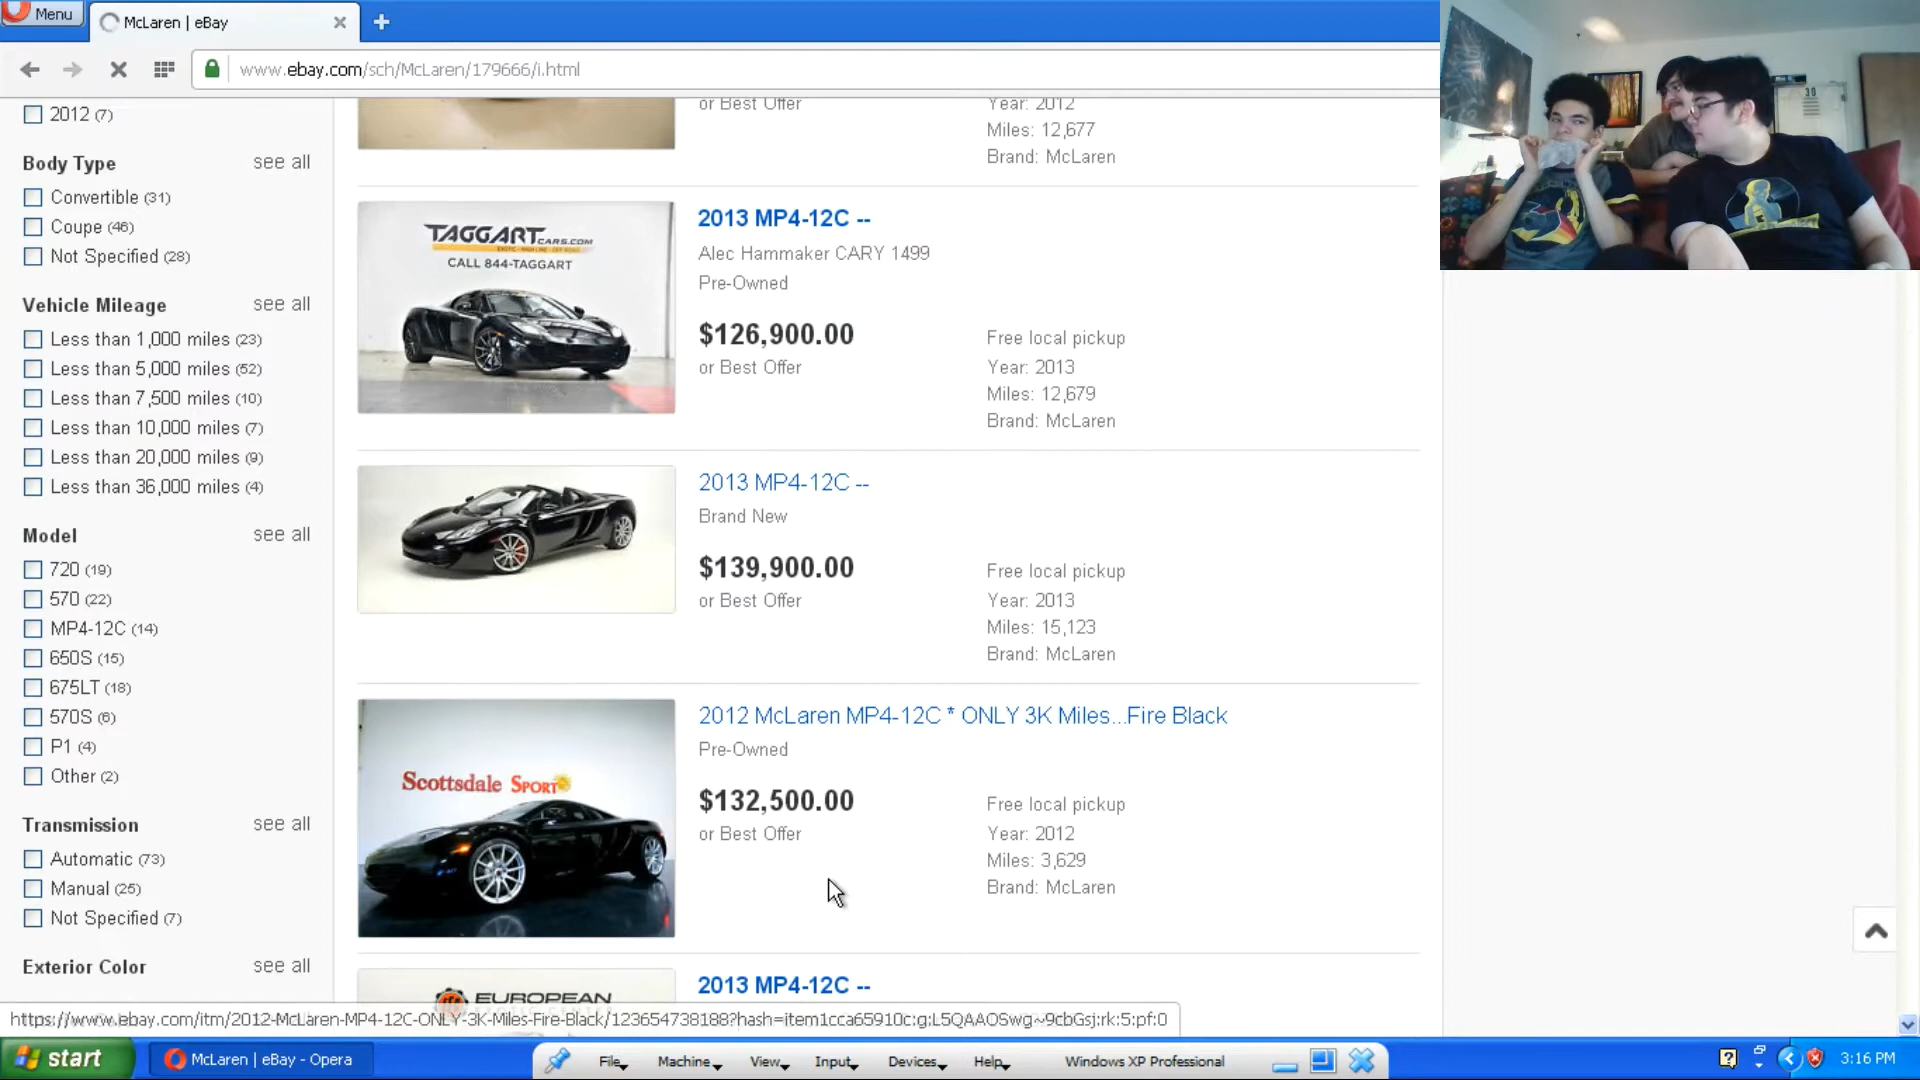 Menu
McLaren | eBay
www.ebay.com/sch/McLaren/179666/i.html
30
2012 (7)
Body Type see all
Convertible (31)
Coupe (46)
Not Specified (28)
Vehicle Mileage see all
Less than 1,000 miles (23)
Less than 5,000 miles (52)
Less than 7,500 miles (10)
Less than 10,000 miles (7)
Less than 20,000 miles (9)
Less than 36,000 miles (4)
Model see all
720 (19)
570 (22)
MP4-12C (14)
650S (15)
675LT (18)
570S (6)
P1 (4)
Other (2)
Transmission see all
Automatic (73)
Manual (25)
Not Specified (7)
Exterior Color see all
or Best Offer
Year: 2012
Miles: 12,677
Brand: McLaren
TAGGARTCARS.COM
CALL 844-TAGGART
2013 MP4-12C --
Alec Hammaker CARY 1499
Pre-Owned
$126,900.00
or Best Offer
Free local pickup
Year: 2013
Miles: 12,679
Brand: McLaren
2013 MP4-12C --
Brand New
$139,900.00
or Best Offer
Free local pickup
Year: 2013
Miles: 15,123
Brand: McLaren
Scottsdale SPORT
2012 McLaren MP4-12C * ONLY 3K Miles...Fire Black
Pre-Owned
$132,500.00
or Best Offer
Free local pickup
Year: 2012
Miles: 3,629
Brand: McLaren
EUROPEAN
2013 MP4-12C --
https://www.ebay.com/itm/2012-McLaren-MP4-12C-ONLY-3K-Miles-Fire-Black/123654738188?hash=item1cca65910c:g:L5QAAOSwg~9cbGsj:rk:5:pf:0
start
McLaren | eBay - Opera
File Machine View Input Devices Help Windows XP Professional
3:16 PM